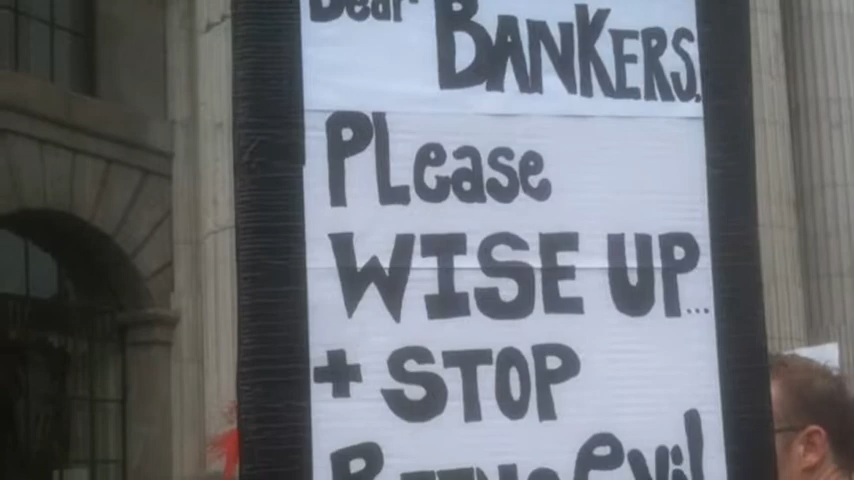 Dear BANKERS,
PLease
WISE UP...
+ STOP
BEING evil